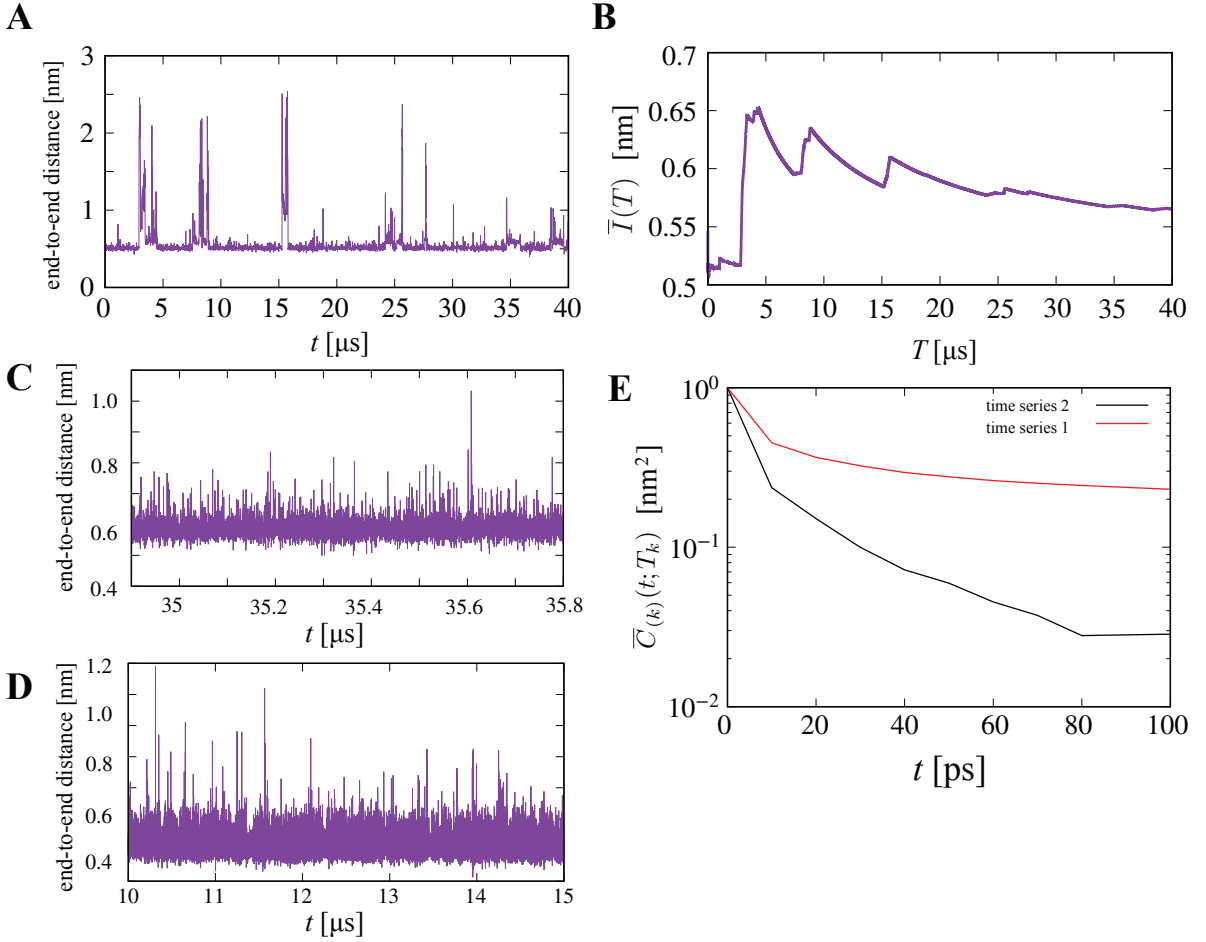 A
end-to-end distance [nm]
3
2
1
0
0 5 10 15 20 25 30 35 40
t [μs]
B
I̅(T) [nm]
0.7
0.65
0.6
0.55
0.5
0 5 10 15 20 25 30 35 40
T [μs]
C
end-to-end distance [nm]
1.0
0.8
0.6
0.4
35 35.2 35.4 35.6 35.8
t [μs]
D
end-to-end distance [nm]
1.2
1.0
0.8
0.6
0.4
10 11 12 13 14 15
t [μs]
E
C̅₍ₖ₎(t; Tₖ) [nm²]
10⁰
10⁻¹
10⁻²
time series 2
time series 1
0 20 40 60 80 100
t [ps]